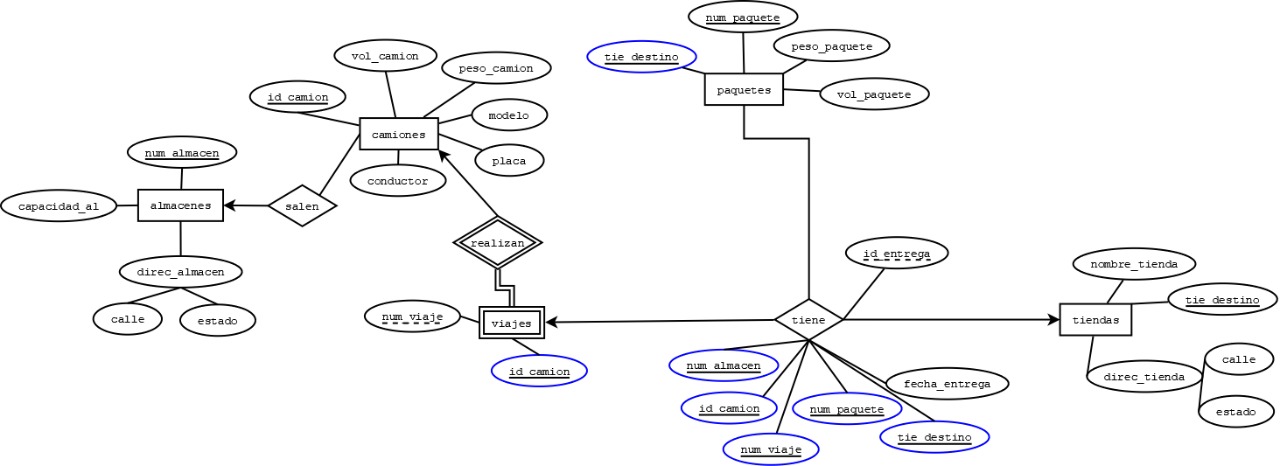 num_paquete
tie_destino
peso_paquete
vol_paquete
paquetes
vol_camion
peso_camion
id_camion
modelo
camiones
placa
conductor
num_almacen
capacidad_al
almacenes
salen
direc_almacen
calle
estado
realizan
num_viaje
viajes
id_camion
id_entrega
tiene
nombre_tienda
tie_destino
tiendas
direc_tienda
calle
estado
num_almacen
id_camion
num_viaje
num_paquete
tie_destino
fecha_entrega